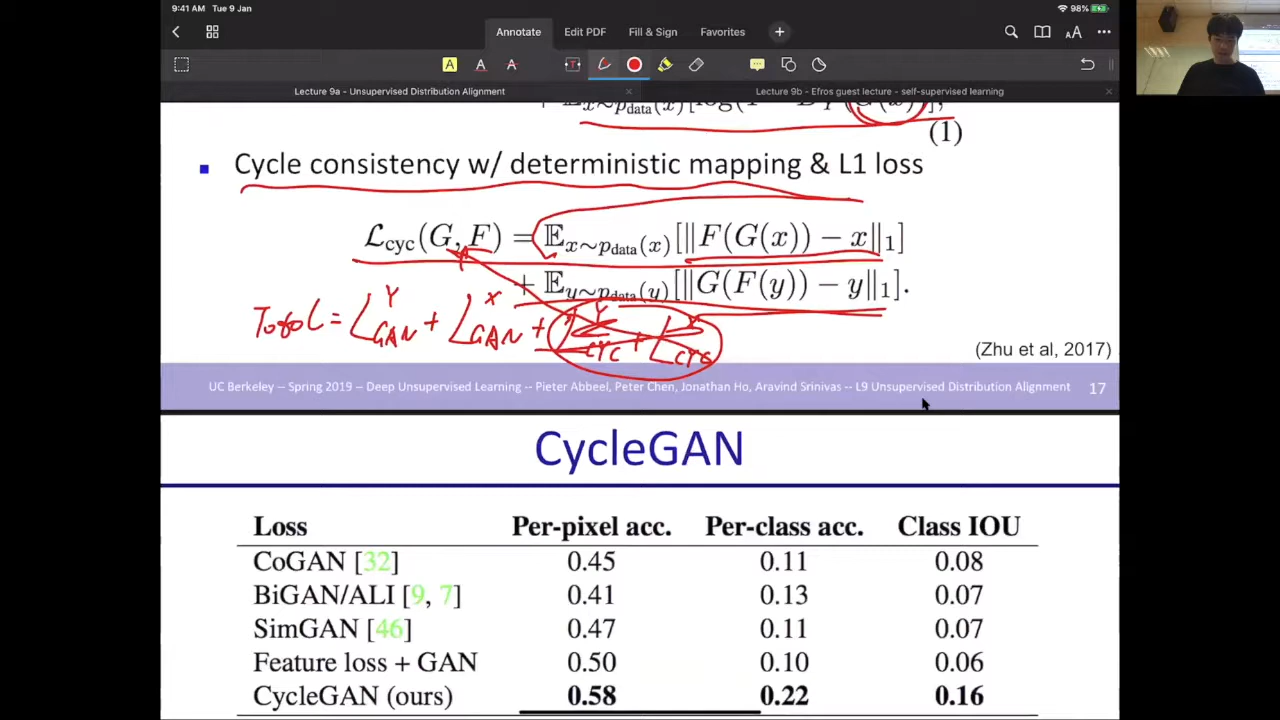 9:41 AM Tue 9 Jan
98%
Annotate Edit PDF Fill & Sign Favorites
Lecture 9a - Unsupervised Distribution Alignment
Lecture 9b - Efros guest lecture - self-supervised learning
(1)
Cycle consistency w/ deterministic mapping & L1 loss
ℒcyc(G, F) = 𝔼x∼pdata(x)[‖F(G(x)) − x‖1]
+ 𝔼y∼pdata(y)[‖G(F(y)) − y‖1].
Total = L Y GAN + L X GAN + ( L Y CYC + L X CYC
(Zhu et al, 2017)
UC Berkeley -- Spring 2019 -- Deep Unsupervised Learning -- Pieter Abbeel, Peter Chen, Jonathan Ho, Aravind Srinivas -- L9 Unsupervised Distribution Alignment 17
CycleGAN
Loss Per-pixel acc. Per-class acc. Class IOU
CoGAN [32] 0.45 0.11 0.08
BiGAN/ALI [9, 7] 0.41 0.13 0.07
SimGAN [46] 0.47 0.11 0.07
Feature loss + GAN 0.50 0.10 0.06
CycleGAN (ours) 0.58 0.22 0.16